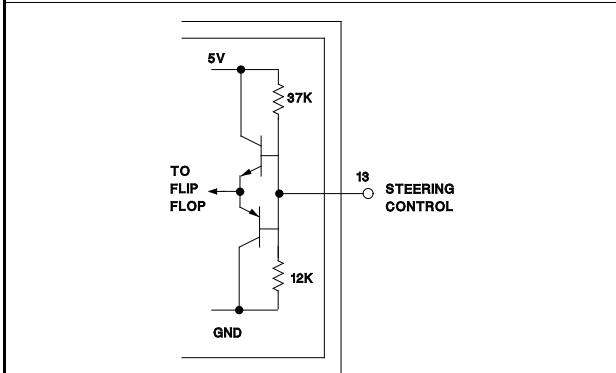 5V
37K
TO
FLIP
FLOP
13
STEERING
CONTROL
12K
GND